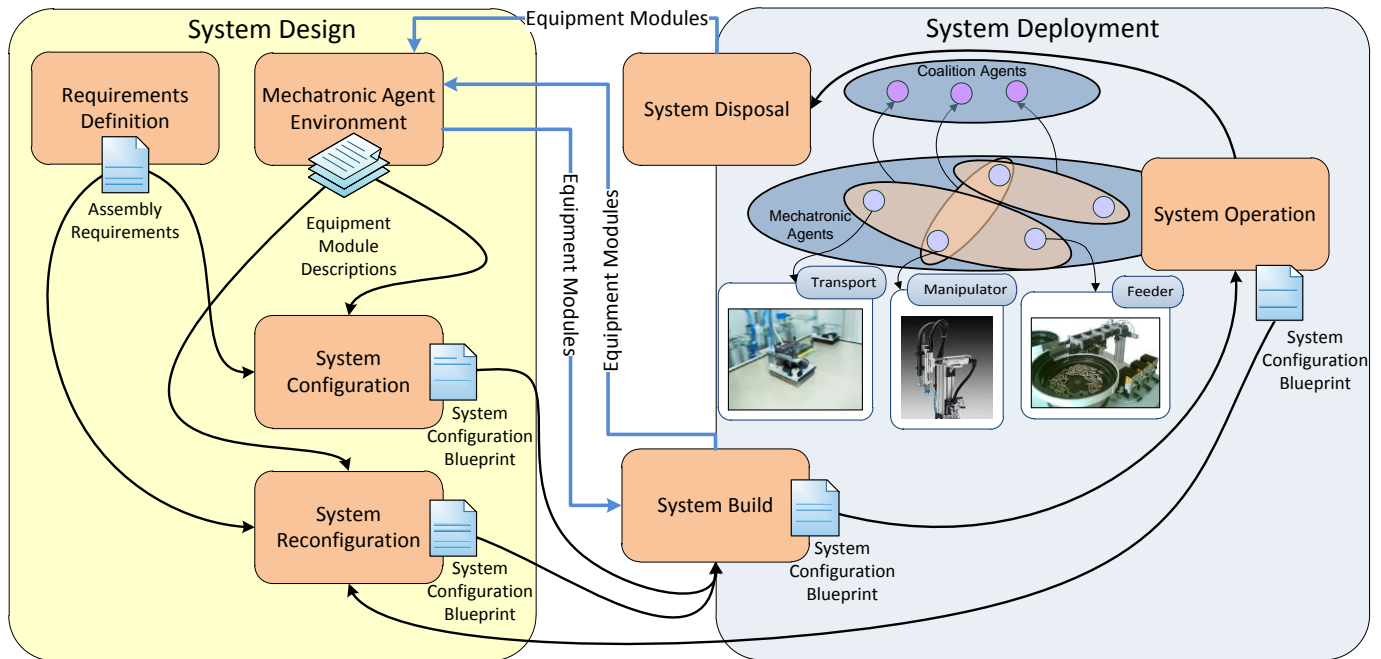 System Design
Requirements
Definition
Assembly
Requirements
Mechatronic Agent
Environment
Equipment
Module
Descriptions
System
Configuration
System
Configuration
Blueprint
System
Reconfiguration
System
Configuration
Blueprint
Equipment Modules
Equipment Modules
Equipment Modules
System Deployment
System Disposal
Coalition Agents
Mechatronic
Agents
System Operation
Transport
Manipulator
Feeder
System
Configuration
Blueprint
System Build
System
Configuration
Blueprint